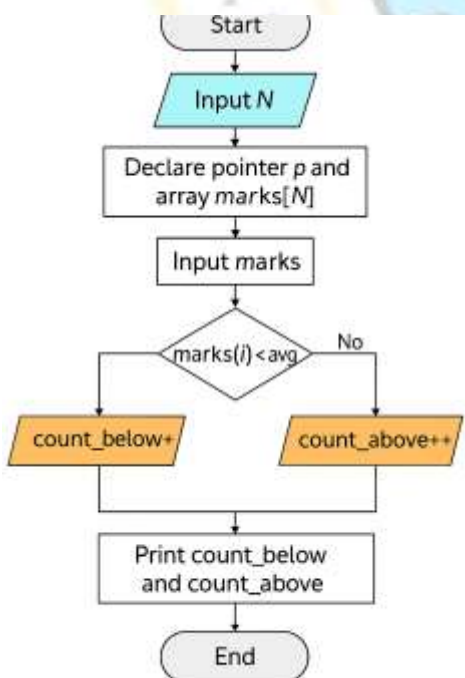 Start
Input N
Declare pointer p and
array marks[N]
Input marks
marks(i)<avg
No
count_below+
count_above++
Print count_below
and count_above
End